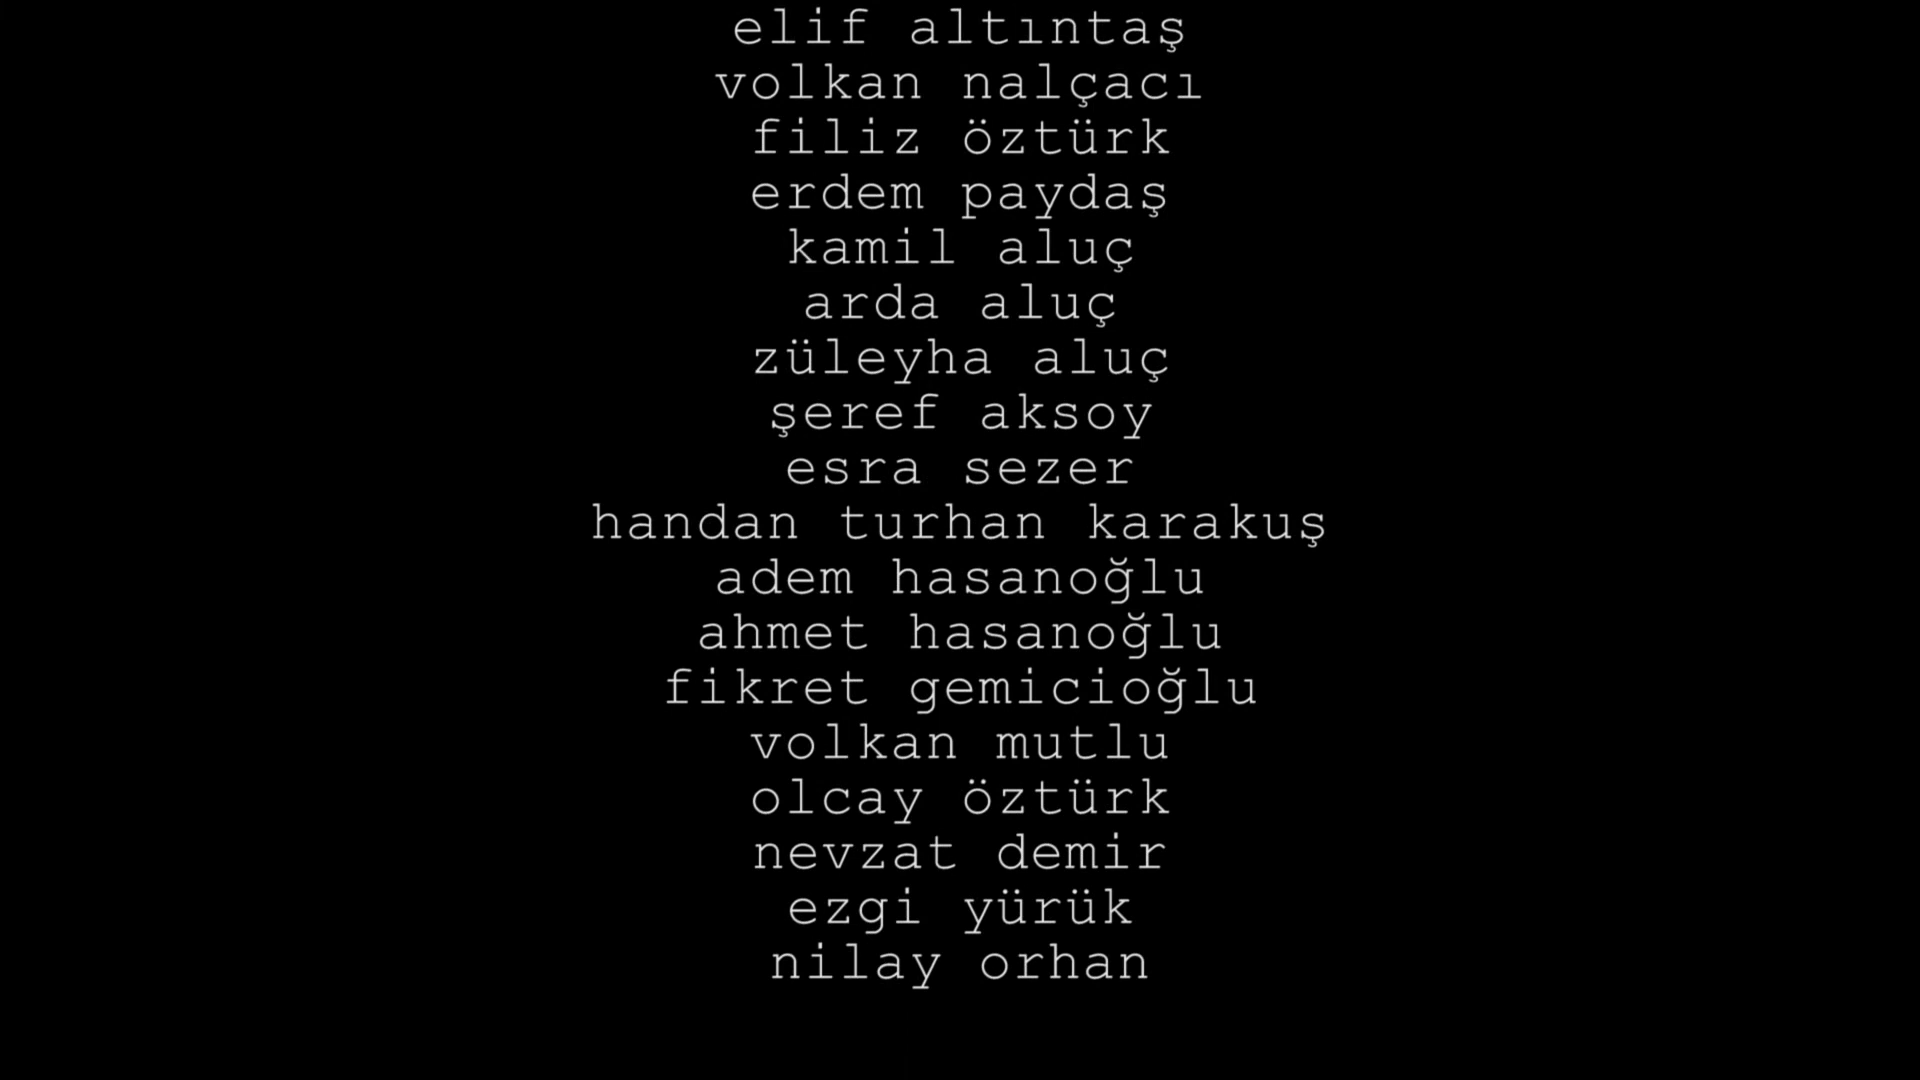 elif altıntaş
volkan nalçacı
filiz öztürk
erdem paydaş
kamil aluç
arda aluç
züleyha aluç
şeref aksoy
esra sezer
handan turhan karakuş
adem hasanoğlu
ahmet hasanoğlu
fikret gemicioğlu
volkan mutlu
olcay öztürk
nevzat demir
ezgi yürük
nilay orhan